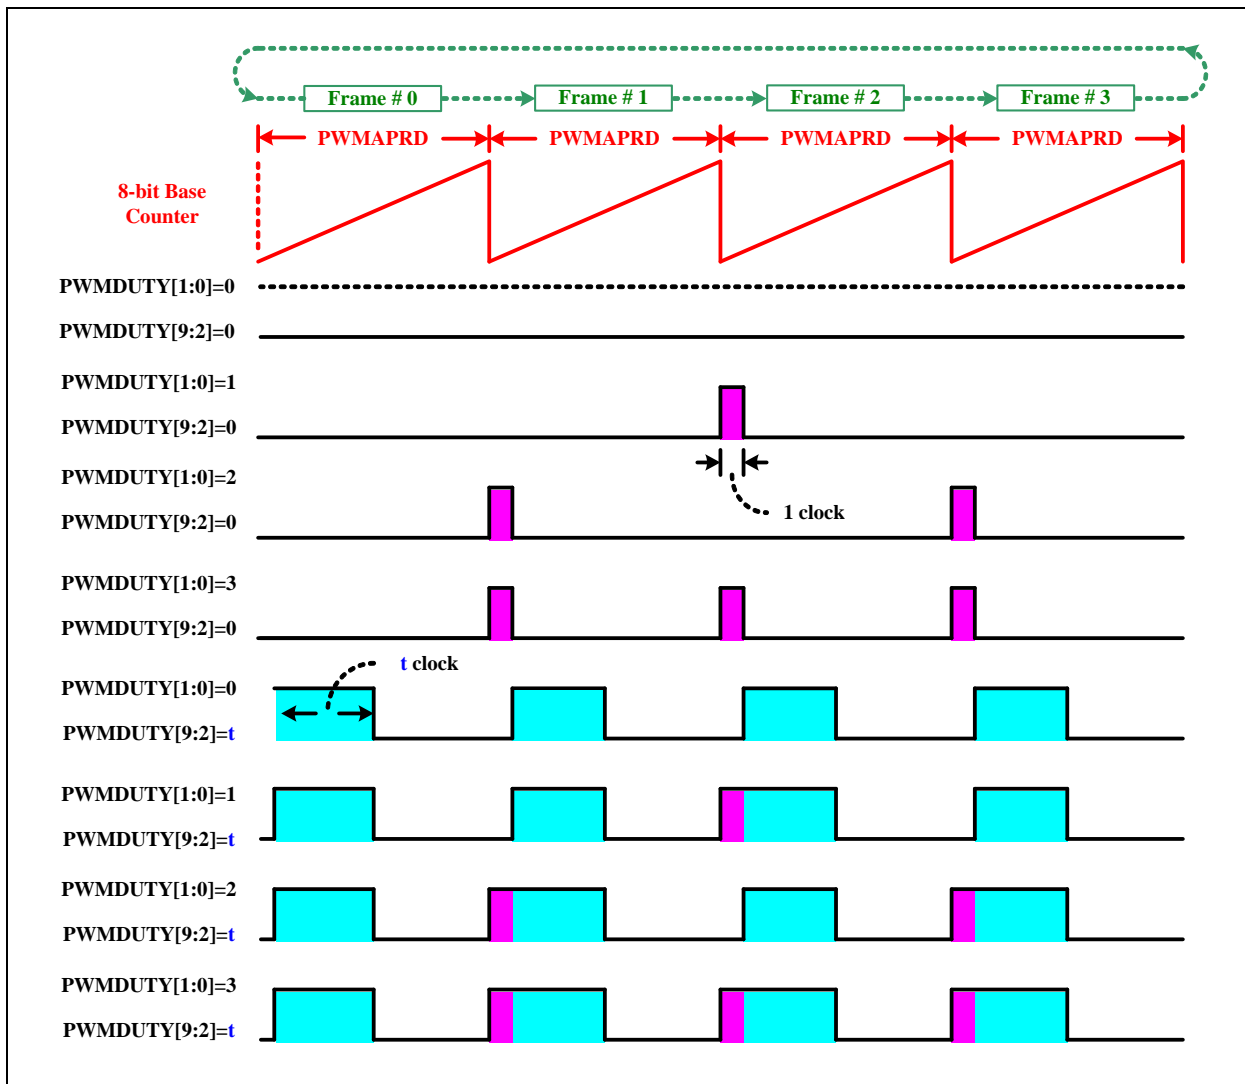 Frame # 0 Frame # 1 Frame # 2 Frame # 3
PWMAPRD PWMAPRD PWMAPRD PWMAPRD
8-bit Base
Counter
PWMDUTY[1:0]=0
PWMDUTY[9:2]=0
PWMDUTY[1:0]=1
PWMDUTY[9:2]=0
PWMDUTY[1:0]=2
1 clock
PWMDUTY[9:2]=0
PWMDUTY[1:0]=3
PWMDUTY[9:2]=0
t clock
PWMDUTY[1:0]=0
PWMDUTY[9:2]=t
PWMDUTY[1:0]=1
PWMDUTY[9:2]=t
PWMDUTY[1:0]=2
PWMDUTY[9:2]=t
PWMDUTY[1:0]=3
PWMDUTY[9:2]=t